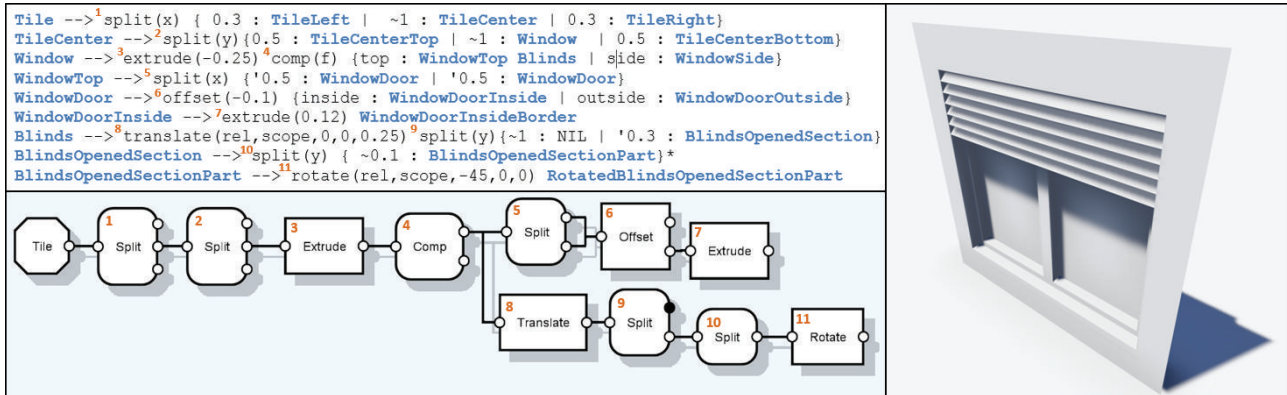 Tile -->¹split(x) { 0.3 : TileLeft | ~1 : TileCenter | 0.3 : TileRight}
TileCenter -->²split(y){0.5 : TileCenterTop | ~1 : Window | 0.5 : TileCenterBottom}
Window -->³extrude(-0.25)⁴comp(f) {top : WindowTop Blinds | side : WindowSide}
WindowTop -->⁵split(x) {'0.5 : WindowDoor | '0.5 : WindowDoor}
WindowDoor -->⁶offset(-0.1) {inside : WindowDoorInside | outside : WindowDoorOutside}
WindowDoorInside -->⁷extrude(0.12) WindowDoorInsideBorder
Blinds -->⁸translate(rel,scope,0,0,0.25)⁹split(y){~1 : NIL | '0.3 : BlindsOpenedSection}
BlindsOpenedSection -->¹⁰split(y) { ~0.1 : BlindsOpenedSectionPart}*
BlindsOpenedSectionPart -->¹¹rotate(rel,scope,-45,0,0) RotatedBlindsOpenedSectionPart
Tile
1 Split
2 Split
3 Extrude
4 Comp
5 Split
6 Offset
7 Extrude
8 Translate
9 Split
10 Split
11 Rotate